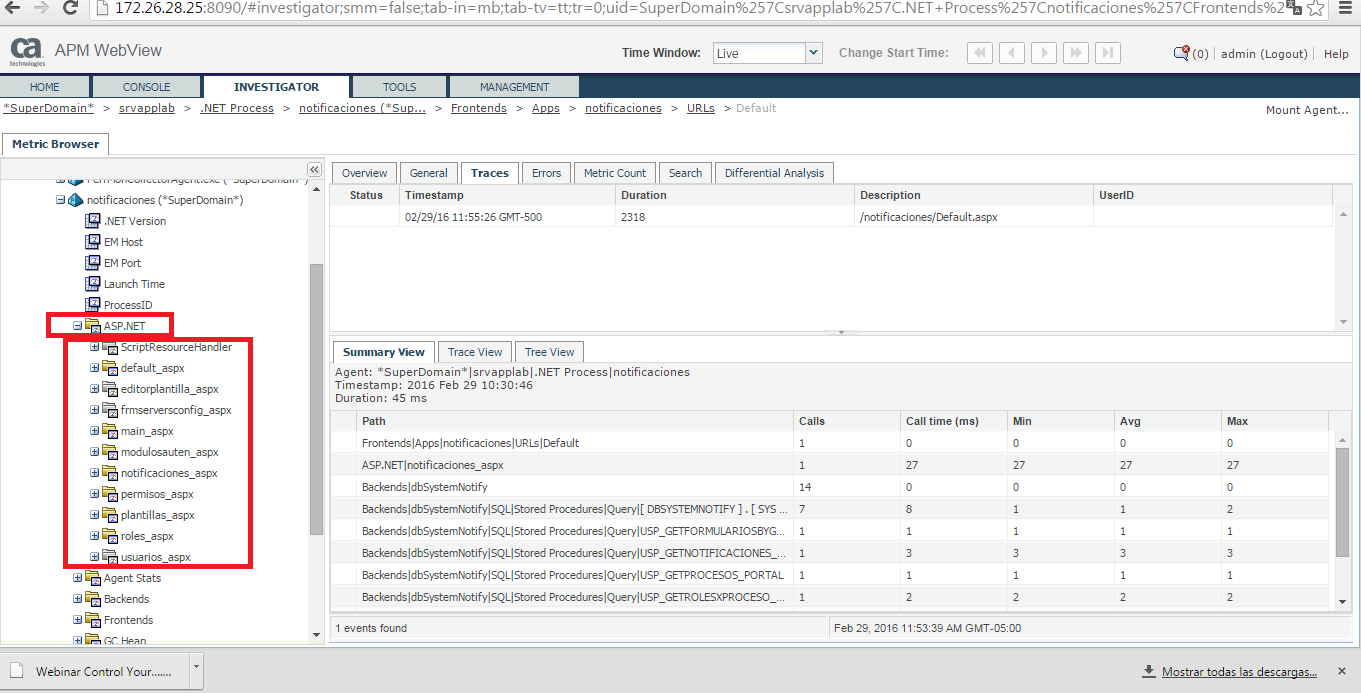 172.26.28.25:8090/#investigator;smm=false;tab-in=mb;tab-tv=tt;tr=0;uid=SuperDomain%257Csrvapplab%257C.NET+Process%257Cnotificaciones%257CFrontends%2
ca technologies APM WebView
Time Window: Live Change Start Time: (0) admin (Logout) Help
HOME CONSOLE INVESTIGATOR TOOLS MANAGEMENT
*SuperDomain* > srvapplab > .NET Process > notificaciones (*Sup... > Frontends > Apps > notificaciones > URLs > Default
Mount Agent...
Metric Browser
PerfMonCollectorAgent.exe (*SuperDomain*)
notificaciones (*SuperDomain*)
.NET Version
EM Host
EM Port
Launch Time
ProcessID
ASP.NET
ScriptResourceHandler
default_aspx
editorplantilla_aspx
frmserversconfig_aspx
main_aspx
modulosauten_aspx
notificaciones_aspx
permisos_aspx
plantillas_aspx
roles_aspx
usuarios_aspx
Agent Stats
Backends
Frontends
GC Heap
Overview General Traces Errors Metric Count Search Differential Analysis
Status Timestamp Duration Description UserID
02/29/16 11:55:26 GMT-500 2318 /notificaciones/Default.aspx
Summary View Trace View Tree View
Agent: *SuperDomain*|srvapplab|.NET Process|notificaciones
Timestamp: 2016 Feb 29 10:30:46
Duration: 45 ms
Path Calls Call time (ms) Min Avg Max
Frontends|Apps|notificaciones|URLs|Default 1 0 0 0 0
ASP.NET|notificaciones_aspx 1 27 27 27 27
Backends|dbSystemNotify 14 0 0 0 0
Backends|dbSystemNotify|SQL|Stored Procedures|Query|[ DBSYSTEMNOTIFY ] . [ SYS ... 7 8 1 1 2
Backends|dbSystemNotify|SQL|Stored Procedures|Query|USP_GETFORMULARIOSBYG... 1 1 1 1 1
Backends|dbSystemNotify|SQL|Stored Procedures|Query|USP_GETNOTIFICACIONES_... 1 3 3 3 3
Backends|dbSystemNotify|SQL|Stored Procedures|Query|USP_GETPROCESOS_PORTAL 1 1 1 1 1
Backends|dbSystemNotify|SQL|Stored Procedures|Query|USP_GETROLESXPROCESO_... 1 2 2 2 2
1 events found Feb 29, 2016 11:53:39 AM GMT-05:00
Webinar Control Your.......
Mostrar todas las descargas...